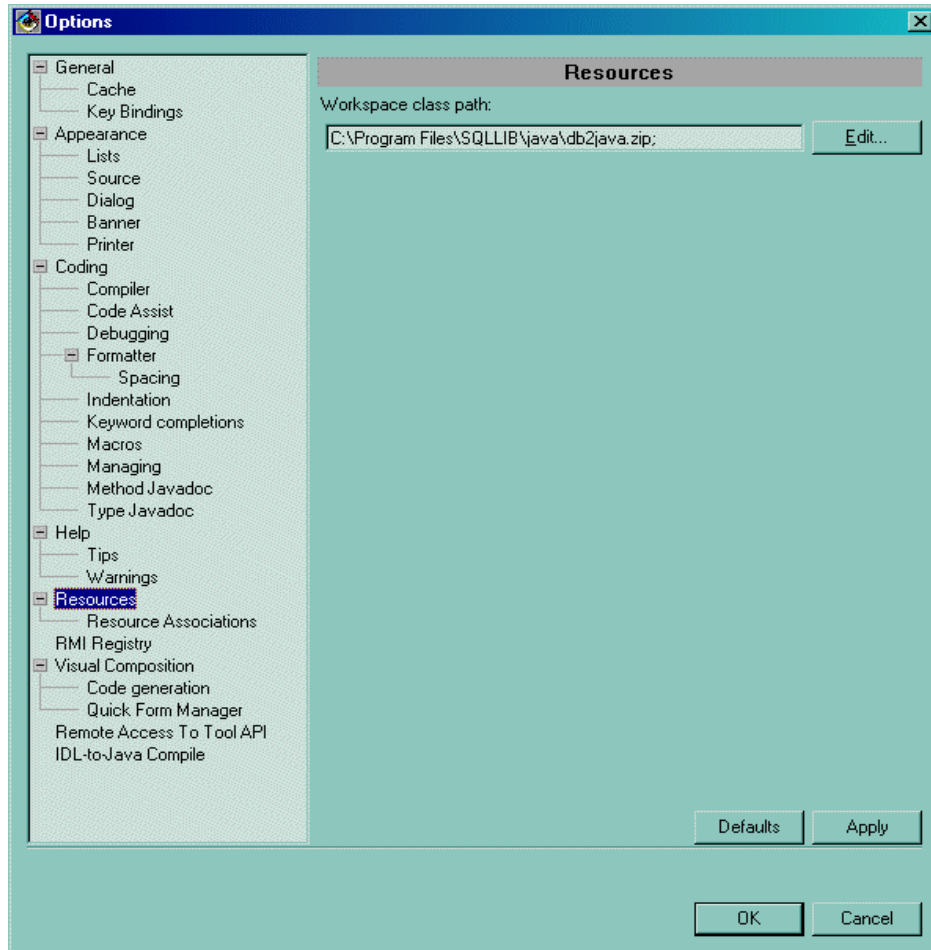 Options
General
Cache
Key Bindings
Appearance
Lists
Source
Dialog
Banner
Printer
Coding
Compiler
Code Assist
Debugging
Formatter
Spacing
Indentation
Keyword completions
Macros
Managing
Method Javadoc
Type Javadoc
Help
Tips
Warnings
Resources
Resource Associations
RMI Registry
Visual Composition
Code generation
Quick Form Manager
Remote Access To Tool API
IDL-to-Java Compile
Resources
Workspace class path:
C:\Program Files\SQLLIB\java\db2java.zip;
Edit...
Defaults
Apply
OK
Cancel